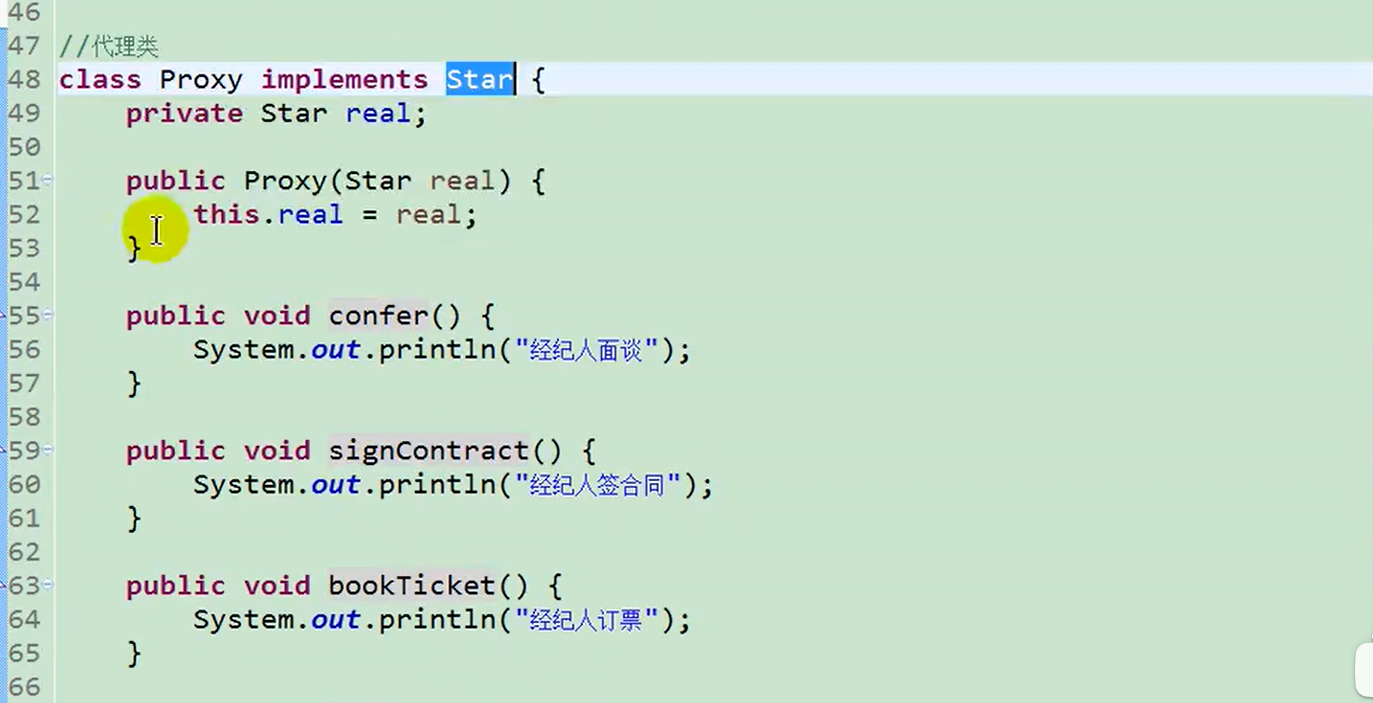 46
47 //代理类
48 class Proxy implements Star {
49 private Star real;
50
51 public Proxy(Star real) {
52 this.real = real;
53 }
54
55 public void confer() {
56 System.out.println("经纪人面谈");
57 }
58
59 public void signContract() {
60 System.out.println("经纪人签合同");
61 }
62
63 public void bookTicket() {
64 System.out.println("经纪人订票");
65 }
66